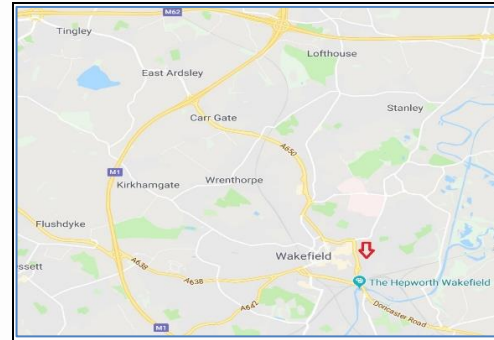 M62
Tingley
Lofthouse
East Ardsley
Stanley
Carr Gate
A650
M1
Kirkhamgate
Wrenthorpe
Flushdyke
ssett
A638
A638
Wakefield
The Hepworth Wakefield
A642
Doncaster Road
M1